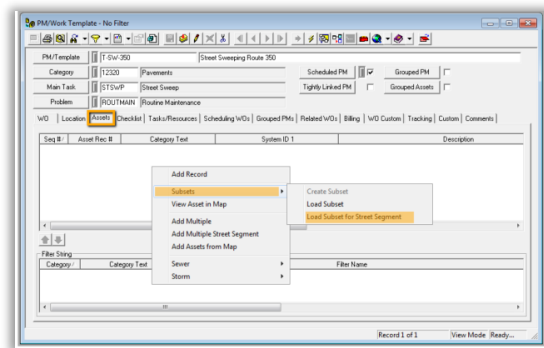 PM/Work Template - No Filter
PM/Template T-SW-350 Street Sweeping Route 350
Category 12320 Pavements Scheduled PM Grouped PM
Main Task STSWP Street Sweep Tightly Linked PM Grouped Assets
Problem ROUTMAIN Routine Maintenance
WO Location Assets Checklist Tasks/Resources Scheduling WOs Grouped PMs Related WOs Billing WO Custom Tracking Custom Comments
Seq # / Asset Rec # Category Text System ID 1 Description
Add Record
Subsets Create Subset
View Asset in Map Load Subset
Load Subset for Street Segment
Add Multiple
Add Multiple Street Segment
Add Assets from Map
Filter String
Category / Category Text Filter Name
Sewer
Storm
Record 1 of 1 View Mode Ready...